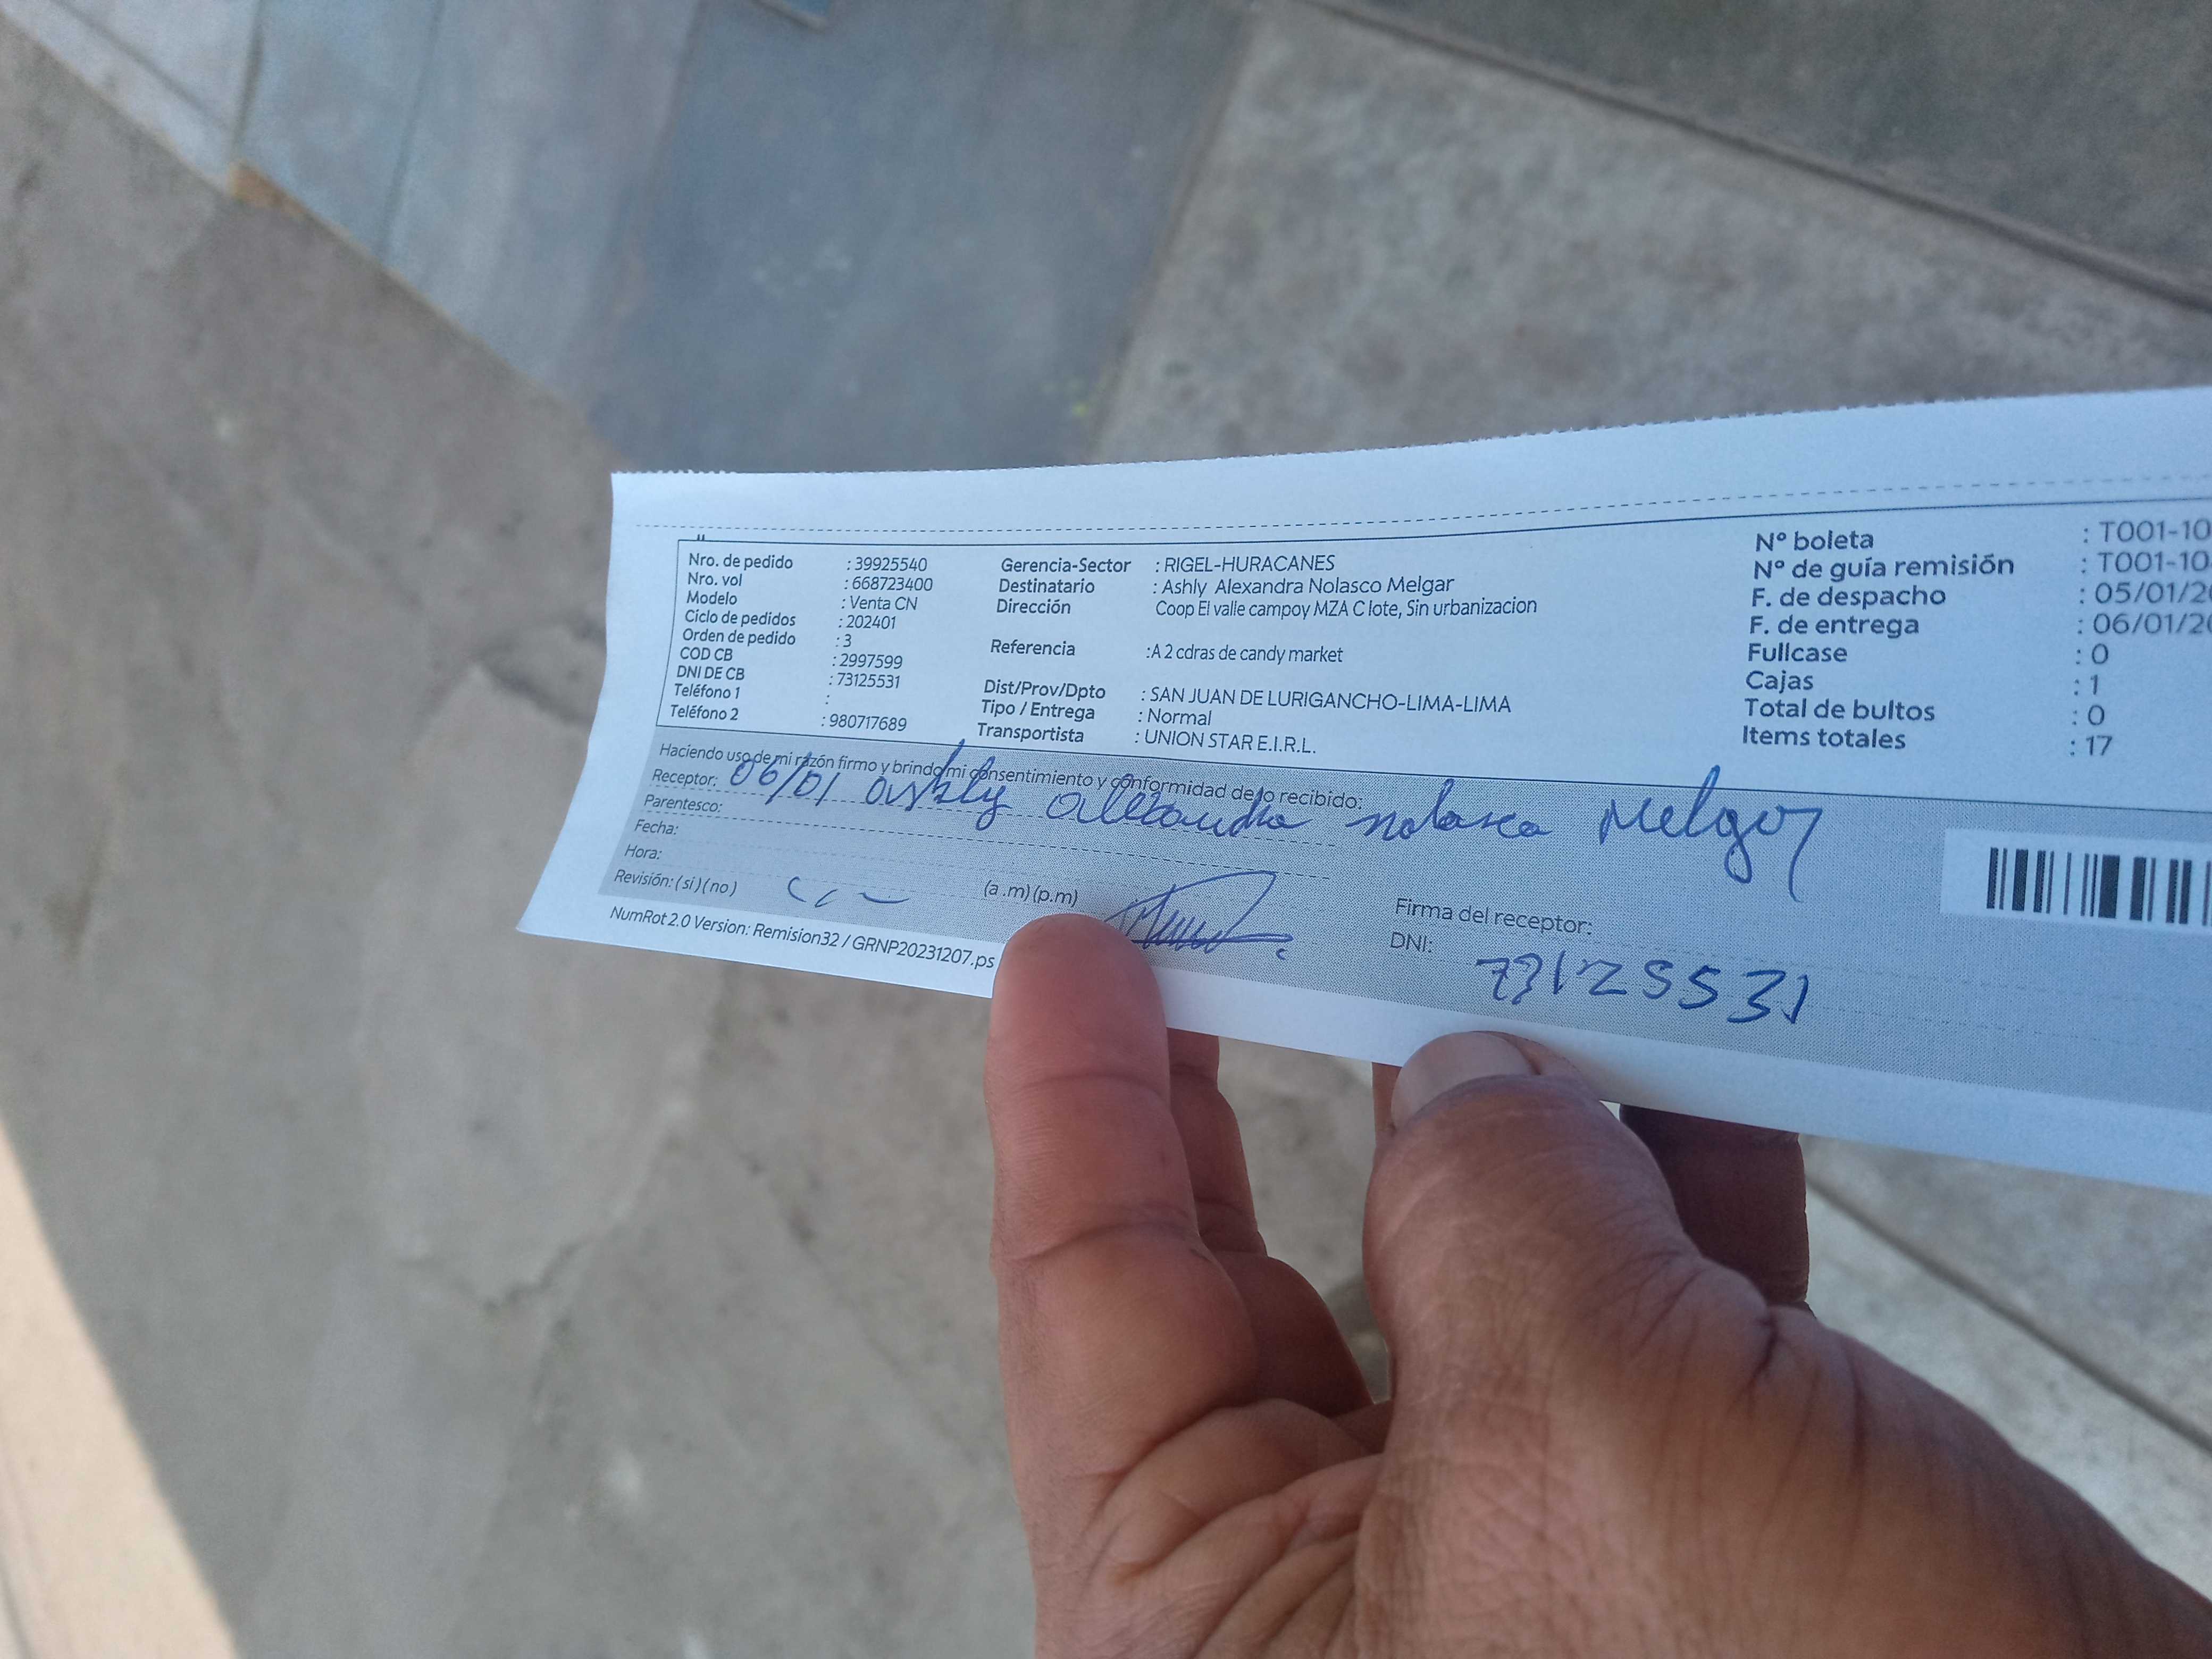 Nro. de pedido : 39925540
Nro. vol : 668723400
Modelo : Venta CN
Ciclo de pedidos : 202401
Orden de pedido : 3
COD CB : 2997599
DNI DE CB : 73125531
Teléfono 1 :
Teléfono 2 : 980717689
Gerencia-Sector : RIGEL-HURACANES
Destinatario : Ashly Alexandra Nolasco Melgar
Dirección Coop El valle campoy MZA C lote, Sin urbanizacion
Referencia :A 2 cdras de candy market
Dist/Prov/Dpto : SAN JUAN DE LURIGANCHO-LIMA-LIMA
Tipo / Entrega : Normal
Transportista : UNION STAR E.I.R.L.
Nº boleta : T001-10
Nº de guía remisión : T001-10
F. de despacho : 05/01/20
F. de entrega : 06/01/20
Fullcase : 0
Cajas : 1
Total de bultos : 0
Items totales : 17
Haciendo uso de mi razón firmo y brindo mi consentimiento y conformidad de lo recibido:
Receptor: 06/01 Ashly Alexandra Nolasco Melgar
Parentesco:
Fecha:
Hora: (a .m) (p.m)
Revisión: ( si ) ( no )
Firma del receptor:
DNI: 73125531
NumRot 2.0 Version: Remision32 / GRNP20231207.ps